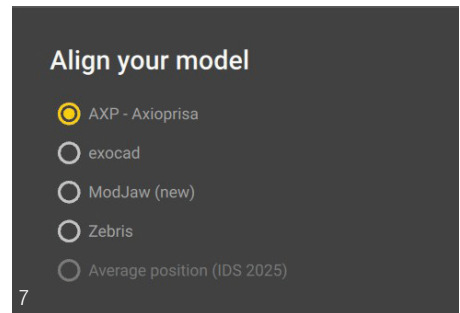 Align your model
AXP - Axioprisa
exocad
ModJaw (new)
Zebris
Average position (IDS 2025)
7